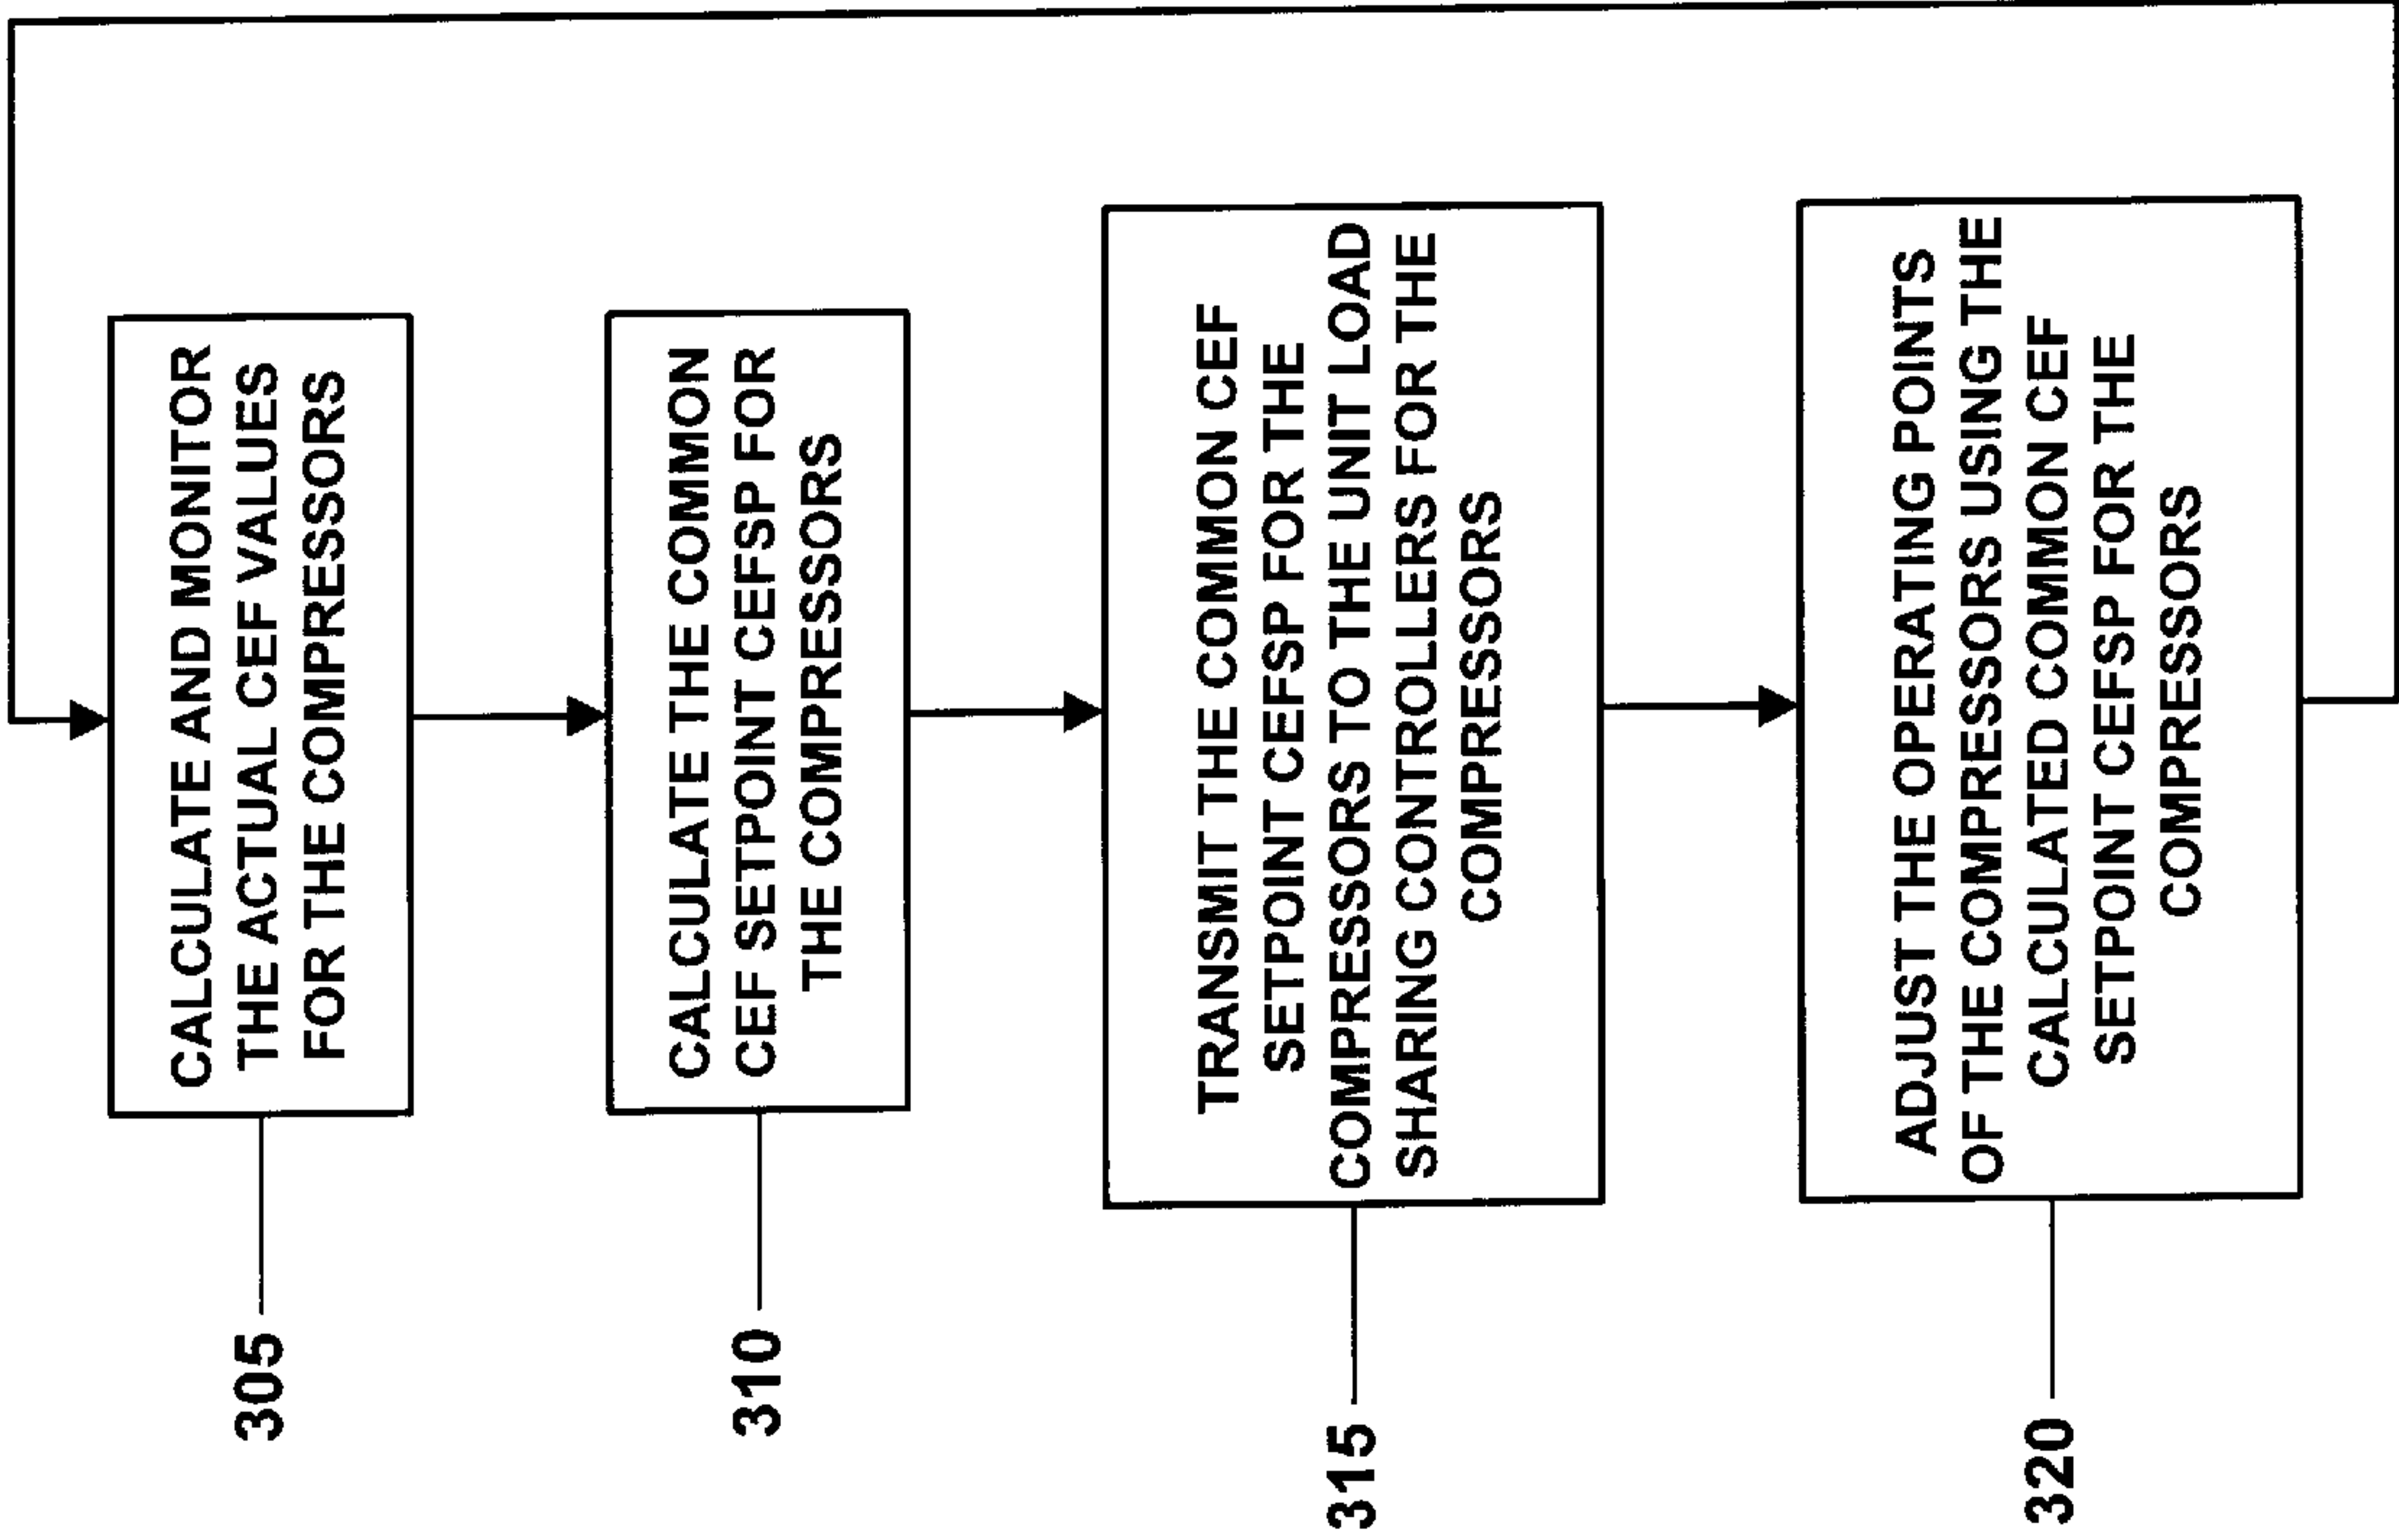 305
CALCULATE AND MONITOR
THE ACTUAL CEF VALUES
FOR THE COMPRESSORS
310
CALCULATE THE COMMON
CEF SETPOINT CEFSP FOR
THE COMPRESSORS
315
TRANSMIT THE COMMON CEF
SETPOINT CEFSP FOR THE
COMPRESSORS TO THE UNIT LOAD
SHARING CONTROLLERS FOR THE
COMPRESSORS
320
ADJUST THE OPERATING POINTS
OF THE COMPRESSORS USING THE
CALCULATED COMMON CEF
SETPOINT CEFSP FOR THE
COMPRESSORS